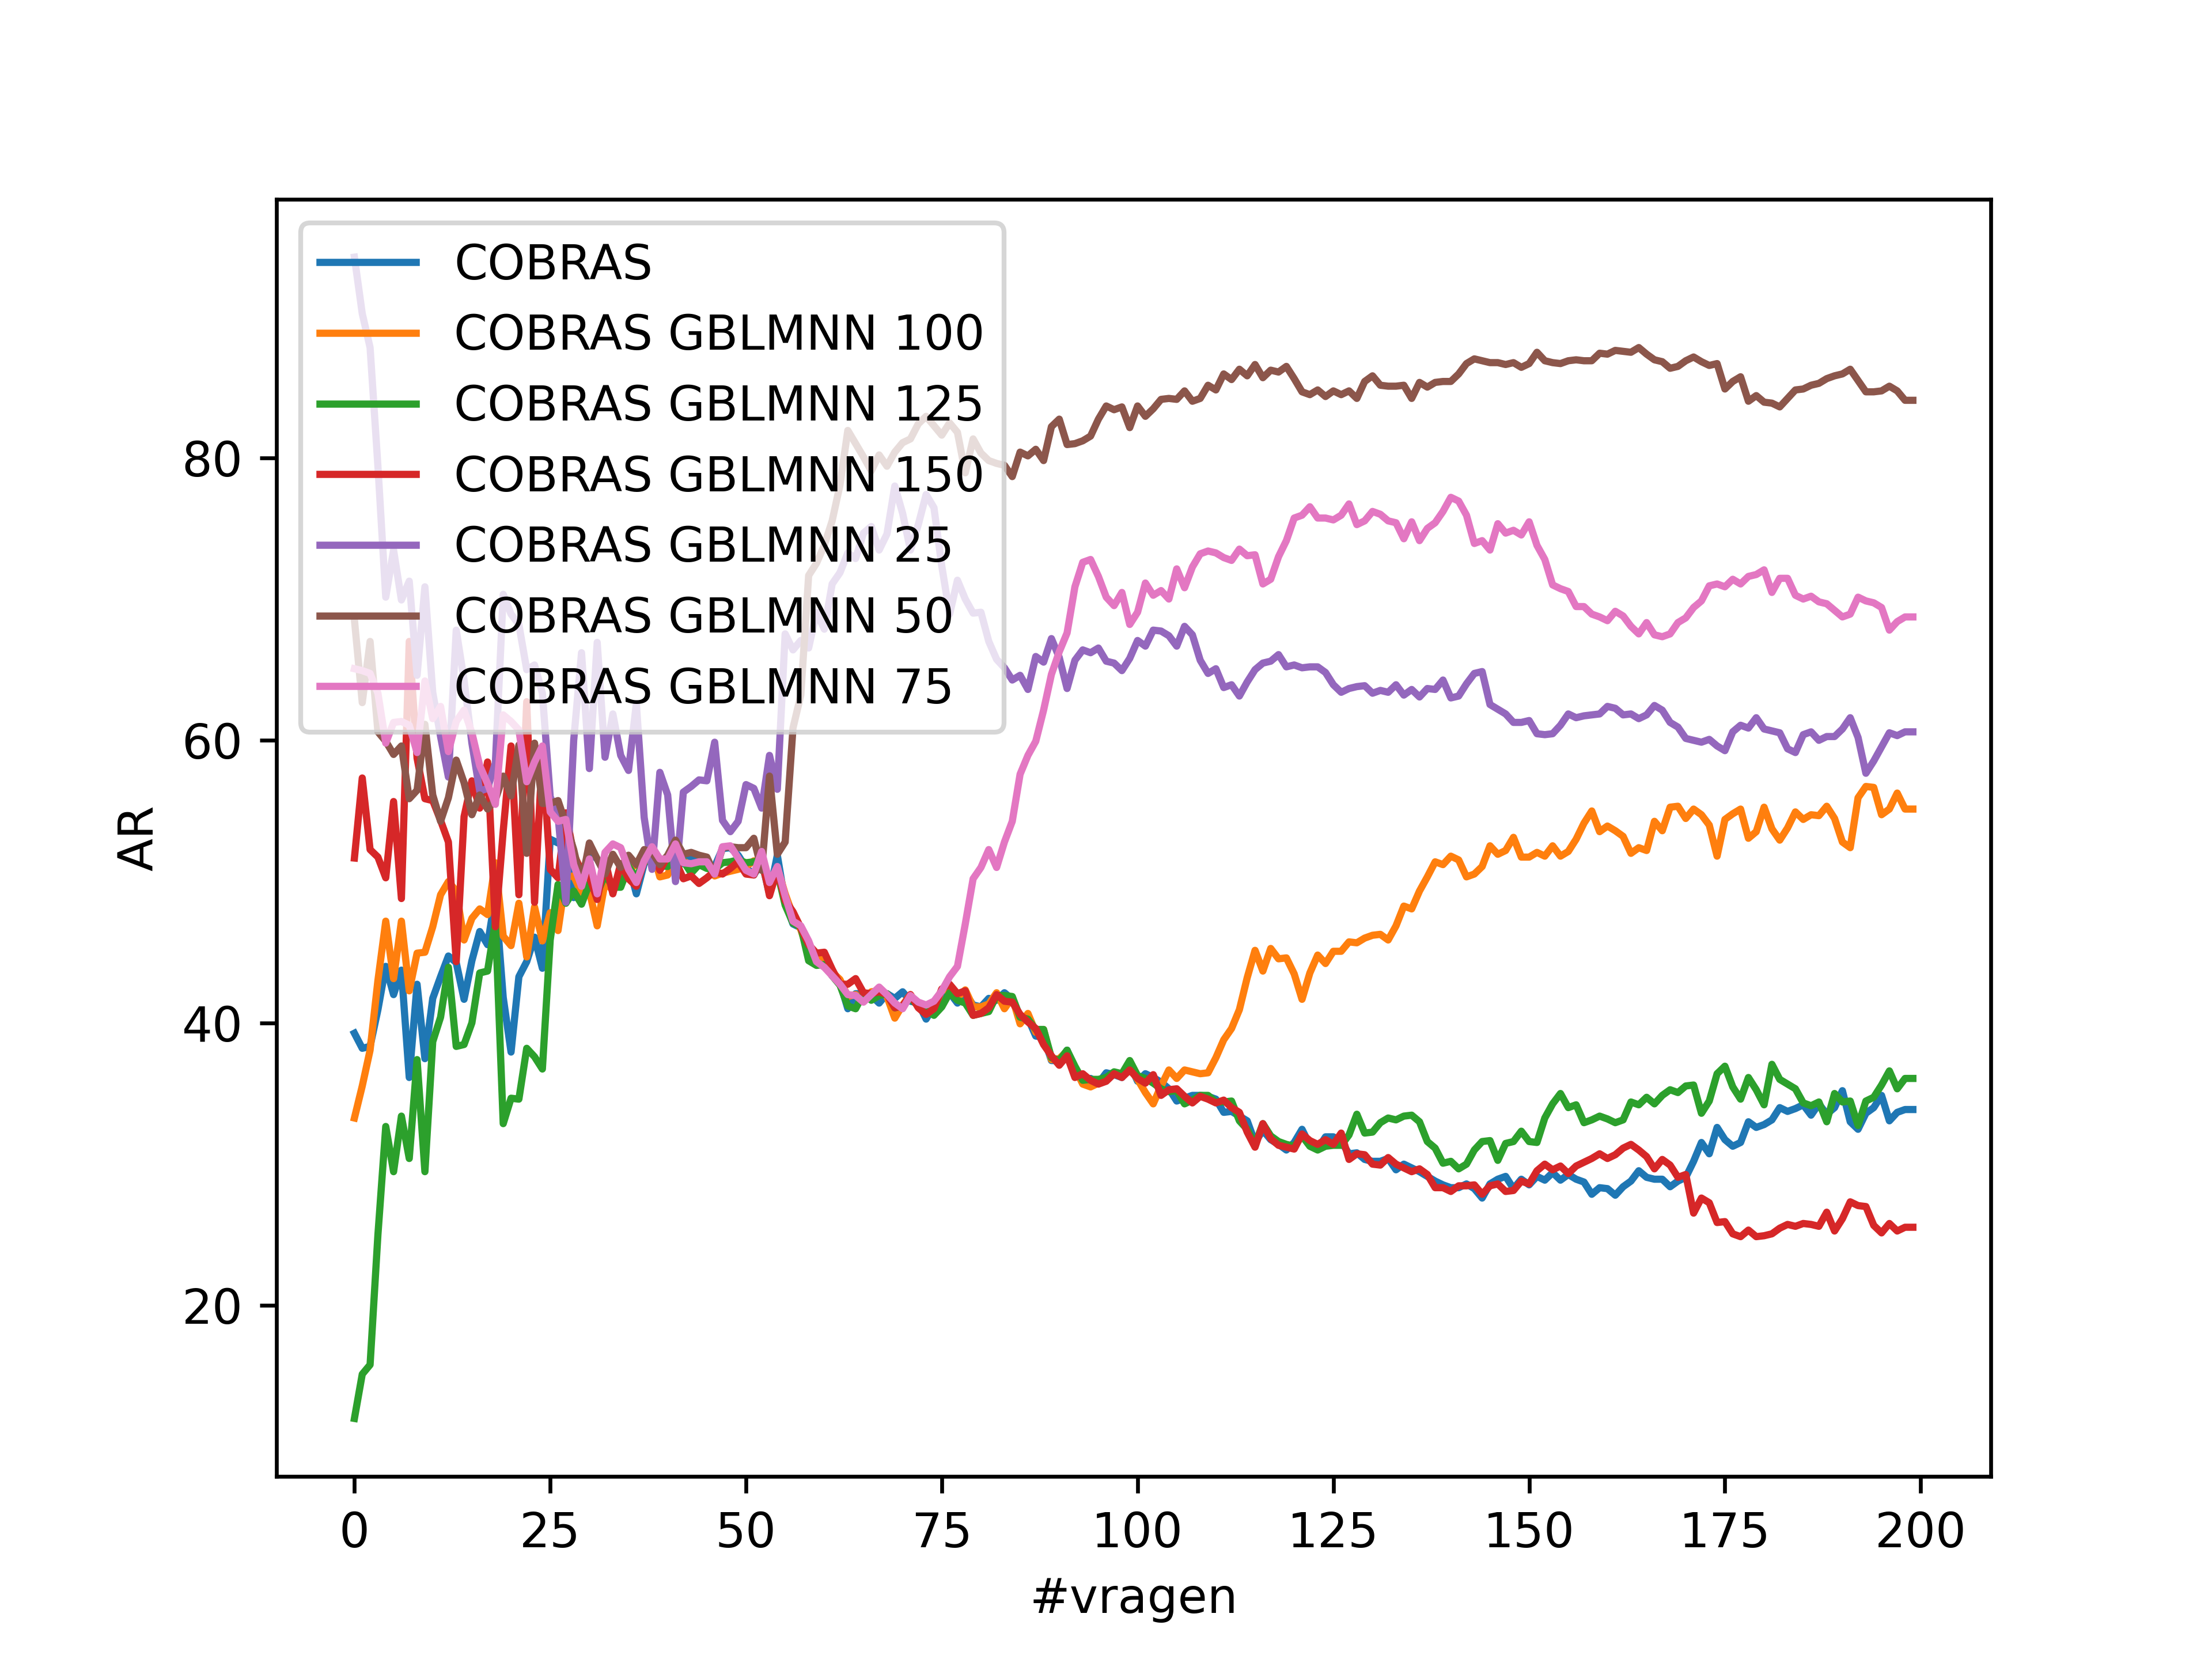 COBRAS
COBRAS GBLMNN 100
COBRAS GBLMNN 125
COBRAS GBLMNN 150
COBRAS GBLMNN 25
COBRAS GBLMNN 50
COBRAS GBLMNN 75
80
60
40
20
AR
0 25 50 75 100 125 150 175 200
#vragen